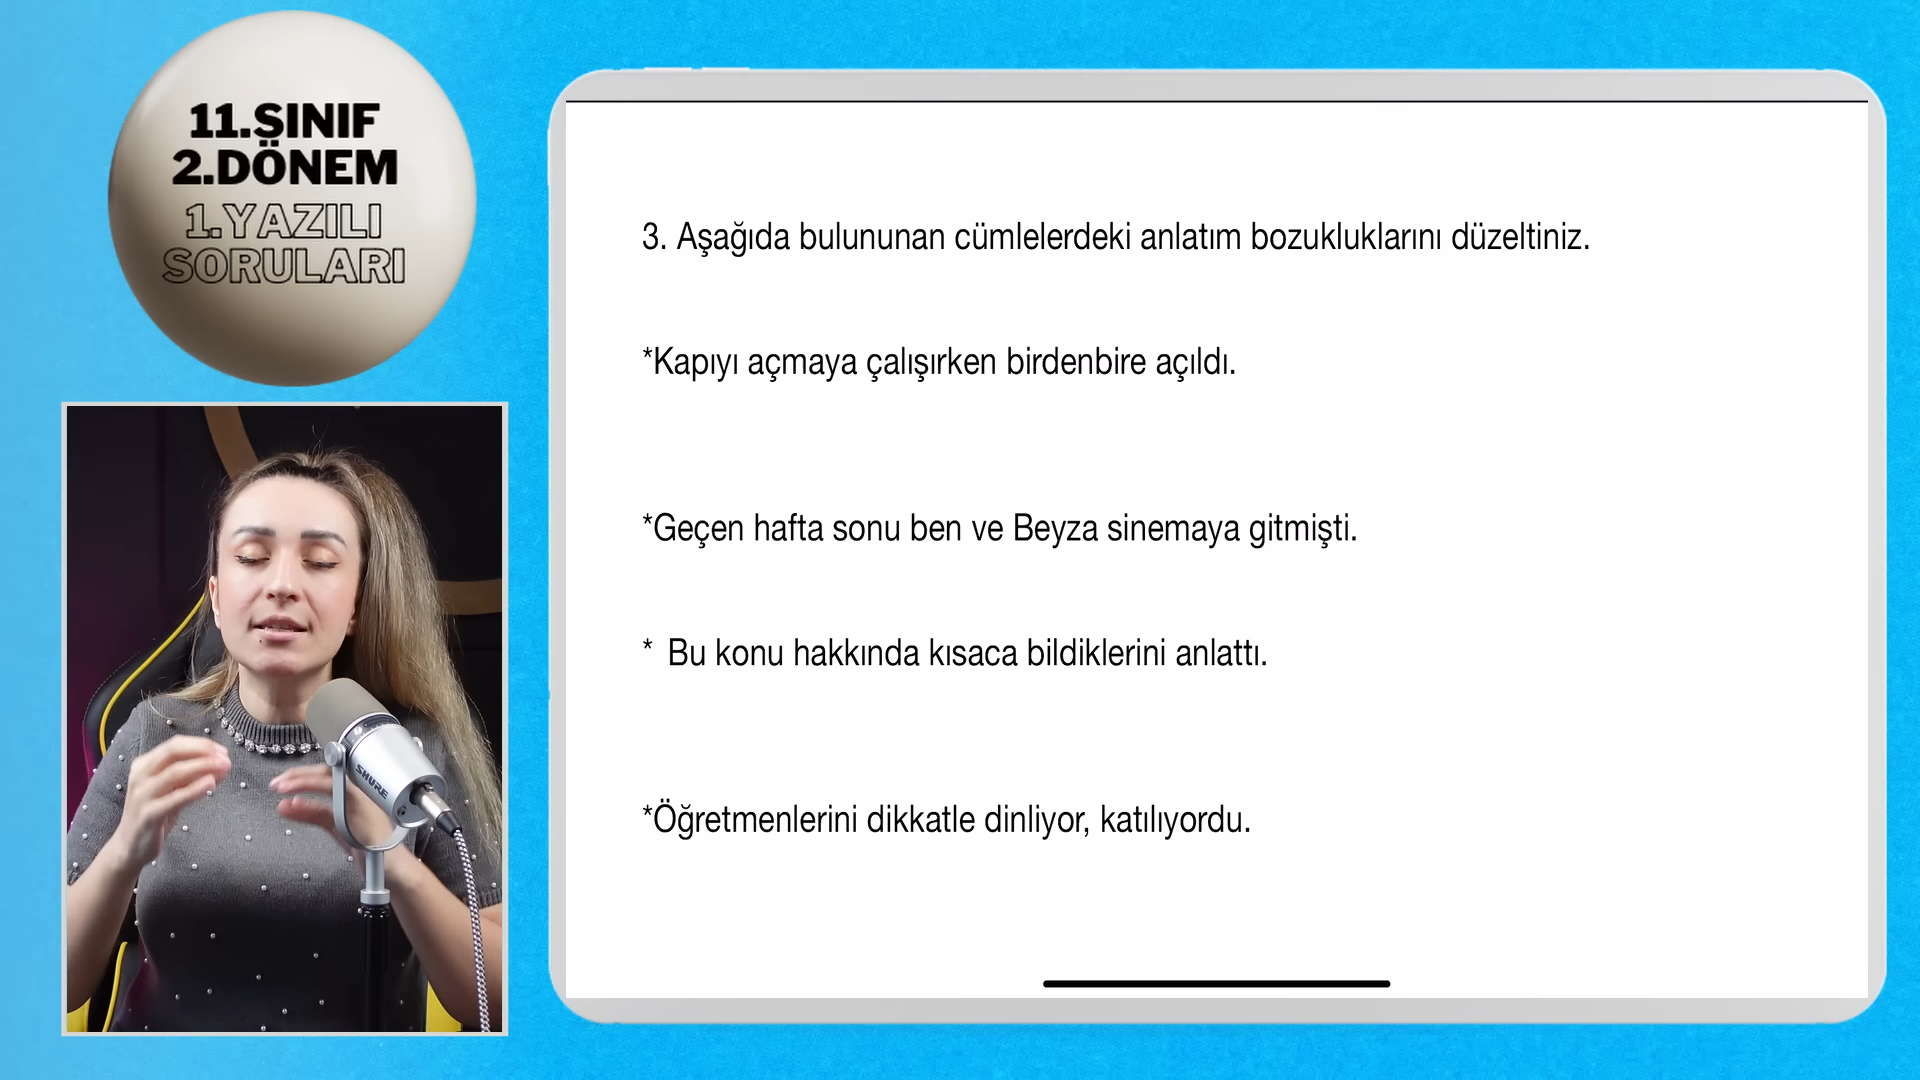 11.SINIF
2.DÖNEM
1.YAZILI
SORULARI
3. Aşağıda bulununan cümlelerdeki anlatım bozukluklarını düzeltiniz.
*Kapıyı açmaya çalışırken birdenbire açıldı.
*Geçen hafta sonu ben ve Beyza sinemaya gitmişti.
* Bu konu hakkında kısaca bildiklerini anlattı.
*Öğretmenlerini dikkatle dinliyor, katılıyordu.
SHURE